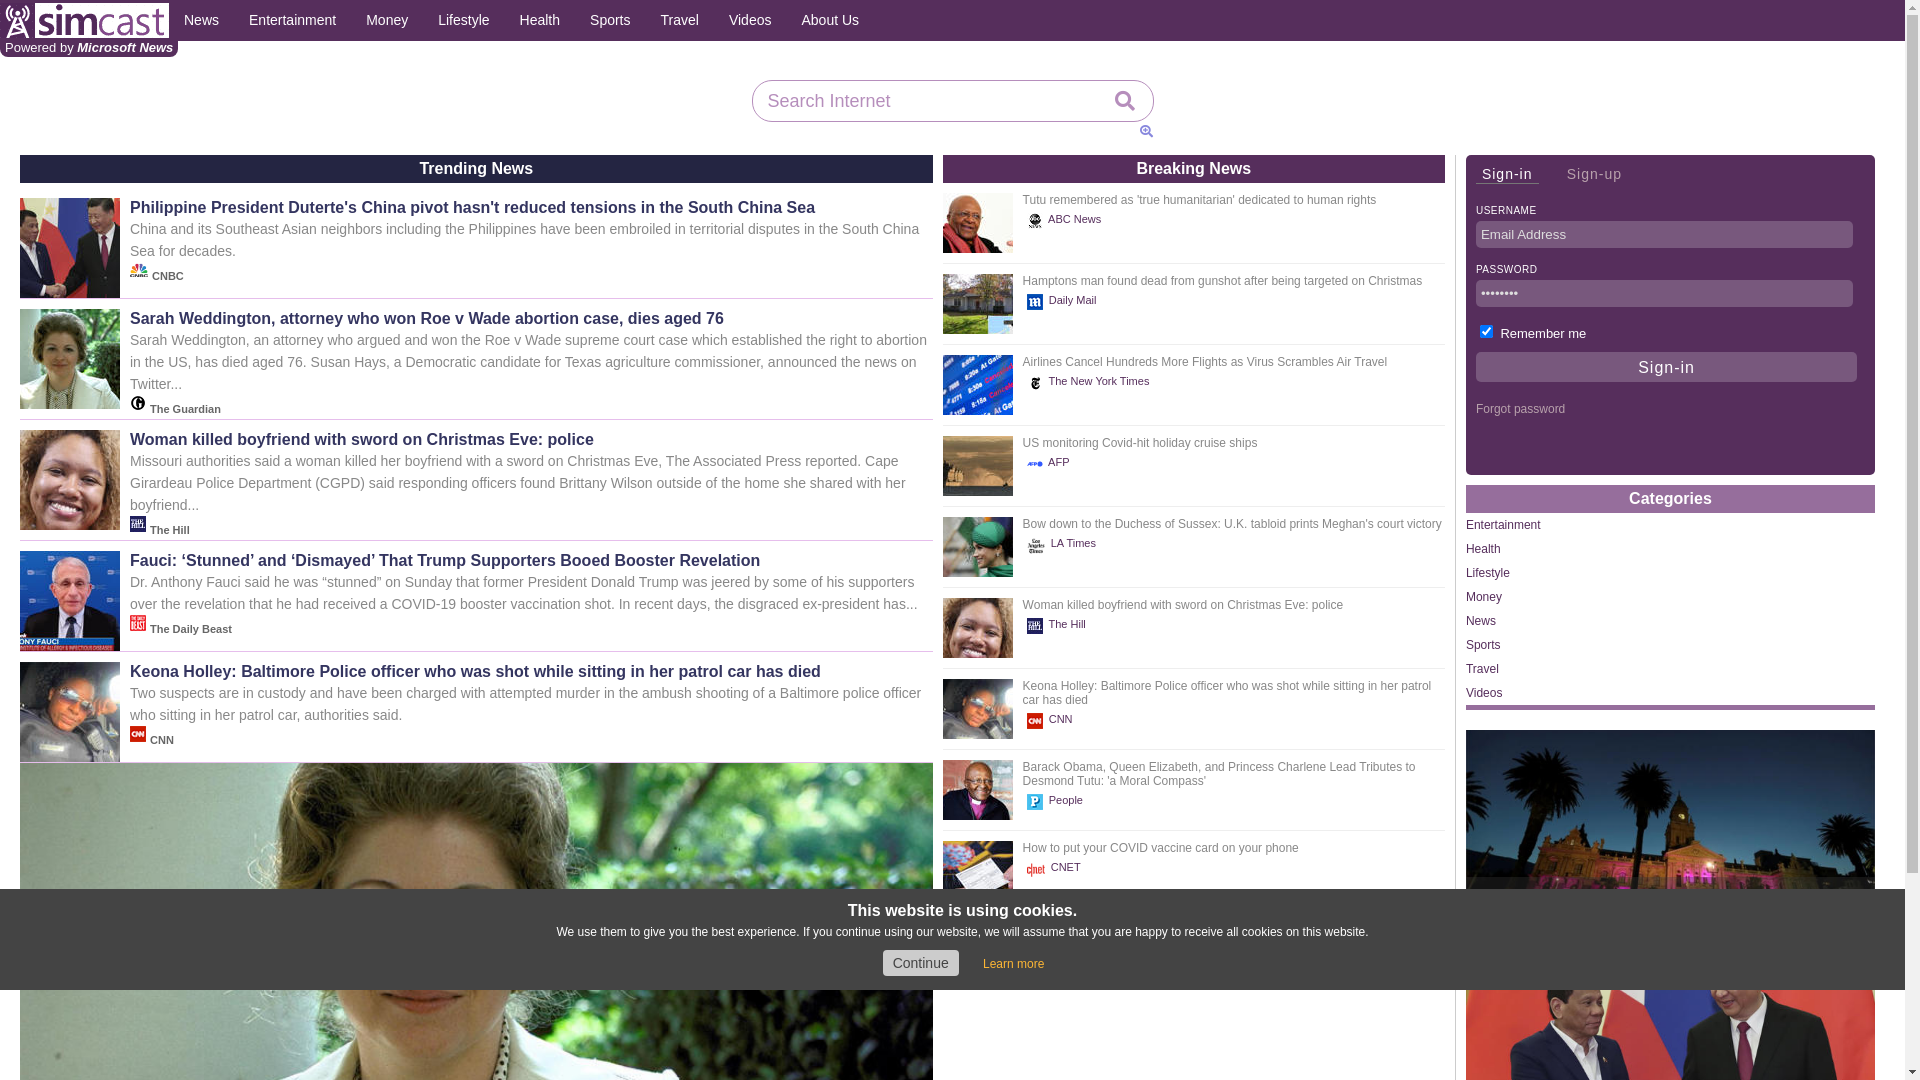 simcast
News Entertainment Money Lifestyle Health Sports Travel Videos About Us
Powered by Microsoft News
Search Internet
Trending News
Philippine President Duterte's China pivot hasn't reduced tensions in the South China Sea
China and its Southeast Asian neighbors including the Philippines have been embroiled in territorial disputes in the South China
Sea for decades.
CNBC
Sarah Weddington, attorney who won Roe v Wade abortion case, dies aged 76
Sarah Weddington, an attorney who argued and won the Roe v Wade supreme court case which established the right to abortion
in the US, has died aged 76. Susan Hays, a Democratic candidate for Texas agriculture commissioner, announced the news on
Twitter...
The Guardian
Woman killed boyfriend with sword on Christmas Eve: police
Missouri authorities said a woman killed her boyfriend with a sword on Christmas Eve, The Associated Press reported. Cape
Girardeau Police Department (CGPD) said responding officers found Brittany Wilson outside of the home she shared with her
boyfriend...
The Hill
Fauci: ‘Stunned’ and ‘Dismayed’ That Trump Supporters Booed Booster Revelation
Dr. Anthony Fauci said he was “stunned” on Sunday that former President Donald Trump was jeered by some of his supporters
over the revelation that he had received a COVID-19 booster vaccination shot. In recent days, the disgraced ex-president has...
The Daily Beast
Keona Holley: Baltimore Police officer who was shot while sitting in her patrol car has died
Two suspects are in custody and have been charged with attempted murder in the ambush shooting of a Baltimore police officer
who sitting in her patrol car, authorities said.
CNN
Breaking News
Tutu remembered as 'true humanitarian' dedicated to human rights
ABC News
Hamptons man found dead from gunshot after being targeted on Christmas
Daily Mail
Airlines Cancel Hundreds More Flights as Virus Scrambles Air Travel
The New York Times
US monitoring Covid-hit holiday cruise ships
AFP
Bow down to the Duchess of Sussex: U.K. tabloid prints Meghan's court victory
LA Times
Woman killed boyfriend with sword on Christmas Eve: police
The Hill
Keona Holley: Baltimore Police officer who was shot while sitting in her patrol
car has died
CNN
Barack Obama, Queen Elizabeth, and Princess Charlene Lead Tributes to
Desmond Tutu: 'a Moral Compass'
People
How to put your COVID vaccine card on your phone
CNET
Sign-in Sign-up
USERNAME
Email Address
PASSWORD
••••••••
Remember me
Sign-in
Forgot password
Categories
Entertainment
Health
Lifestyle
Money
News
Sports
Travel
Videos
This website is using cookies.
We use them to give you the best experience. If you continue using our website, we will assume that you are happy to receive all cookies on this website.
Continue Learn more